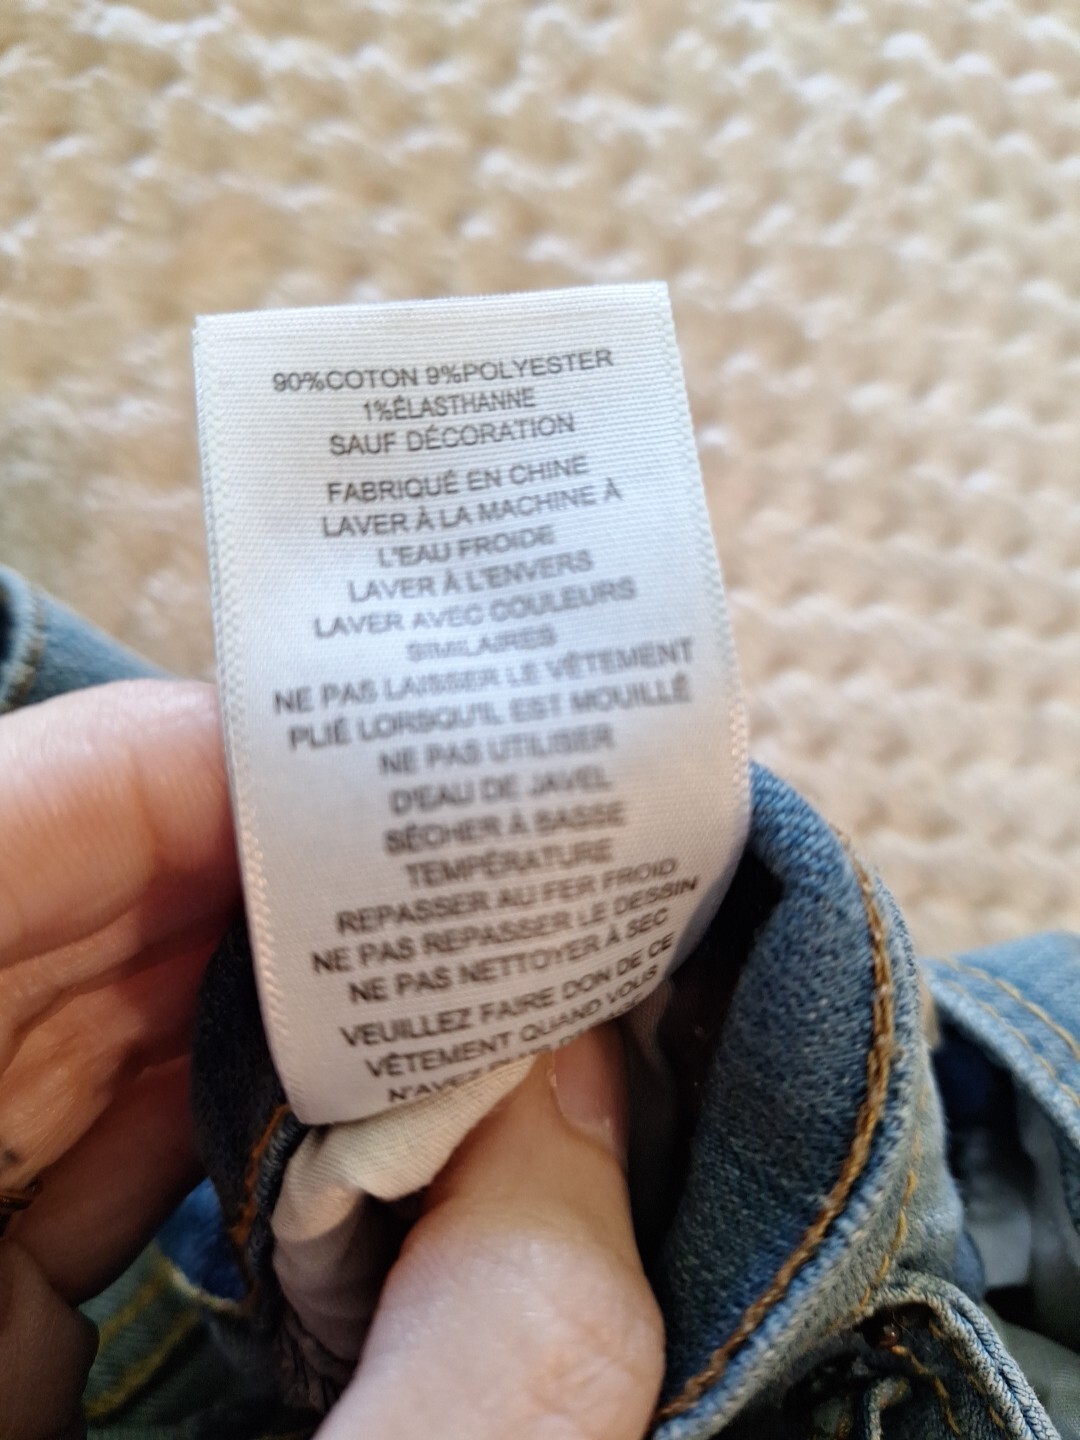 90%COTON 9%POLYESTER
1%ÉLASTHANNE
SAUF DÉCORATION
FABRIQUÉ EN CHINE
LAVER À LA MACHINE À
L'EAU FROIDE
LAVER À L'ENVERS
LAVER AVEC COULEURS
SIMILAIRES
NE PAS LAISSER LE VÊTEMENT
PLIÉ LORSQU'IL EST MOUILLÉ
NE PAS UTILISER
D'EAU DE JAVEL
SÉCHER À BASSE
TEMPÉRATURE
REPASSER AU FER FROID
NE PAS REPASSER LE DESSIN
NE PAS NETTOYER À SEC
VEUILLEZ FAIRE DON DE CE
VÊTEMENT QUAND VOUS
N'AVEZ